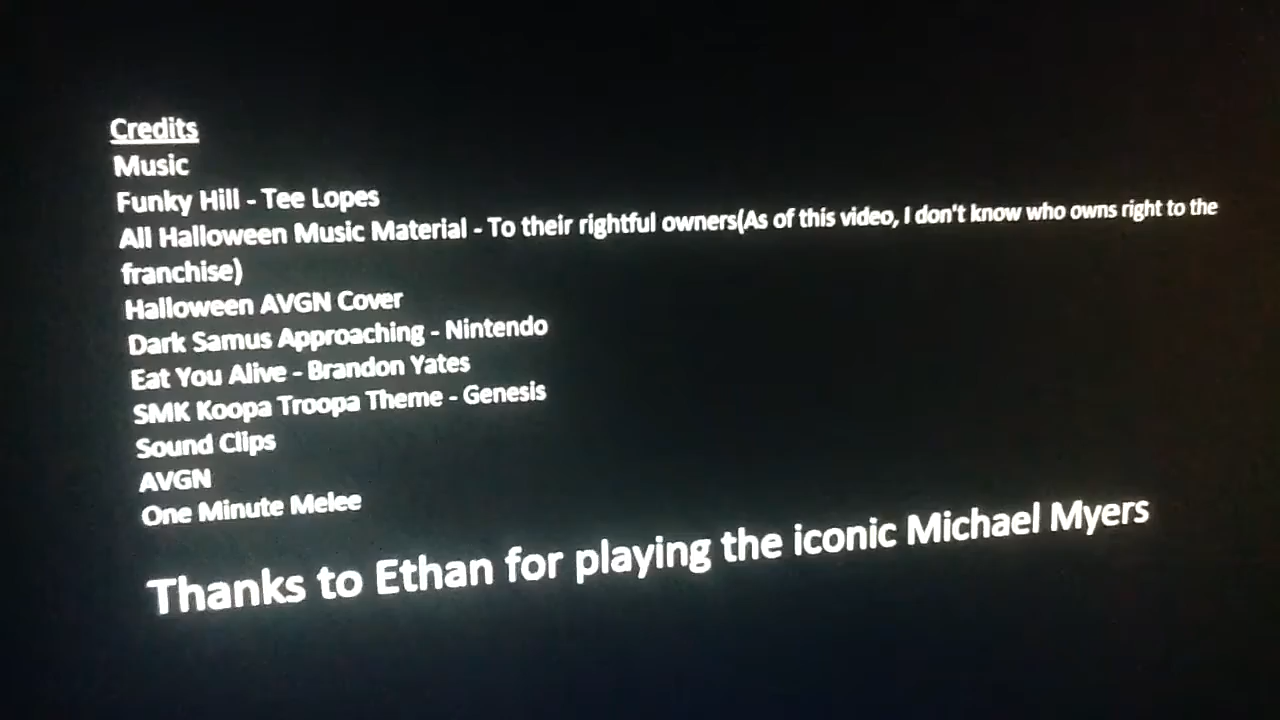 Credits
Music
Funky Hill - Tee Lopes
All Halloween Music Material - To their rightful owners(As of this video, I don't know who owns right to the
franchise)
Halloween AVGN Cover
Dark Samus Approaching - Nintendo
Eat You Alive - Brandon Yates
SMK Koopa Troopa Theme - Genesis
Sound Clips
AVGN
One Minute Melee
Thanks to Ethan for playing the iconic Michael Myers